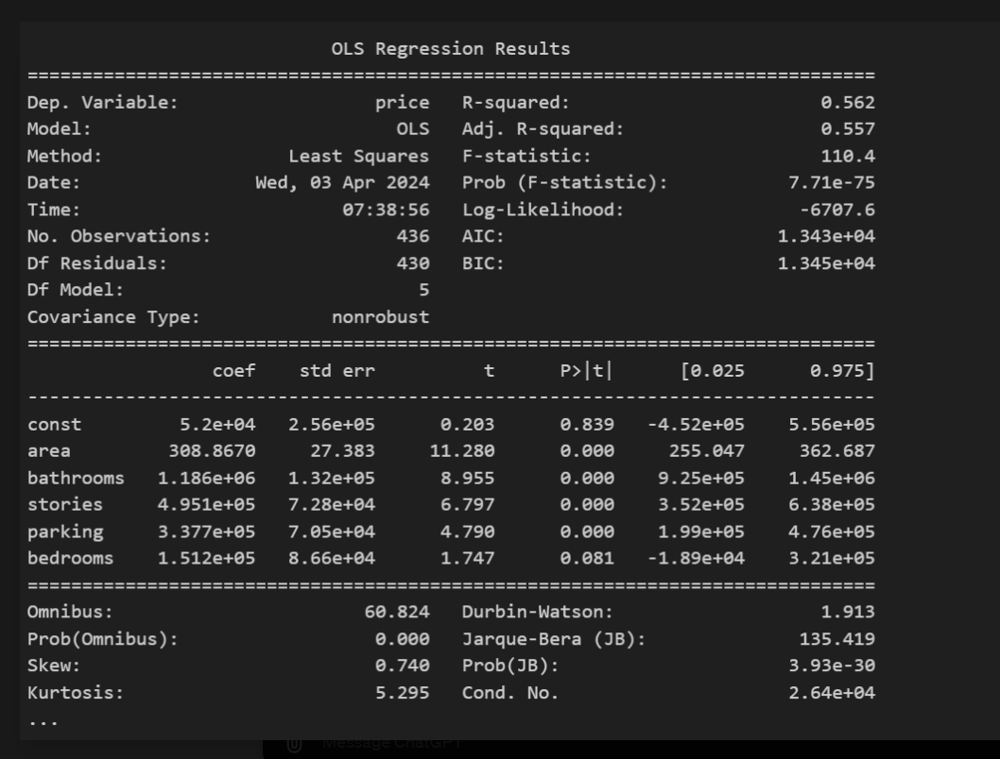 OLS Regression Results
==============================================================================
Dep. Variable:                  price   R-squared:                       0.562
Model:                            OLS   Adj. R-squared:                  0.557
Method:                 Least Squares   F-statistic:                     110.4
Date:                Wed, 03 Apr 2024   Prob (F-statistic):           7.71e-75
Time:                        07:38:56   Log-Likelihood:                -6707.6
No. Observations:                 436   AIC:                         1.343e+04
Df Residuals:                     430   BIC:                         1.345e+04
Df Model:                           5
Covariance Type:            nonrobust
==============================================================================
                 coef    std err          t      P>|t|      [0.025      0.975]
------------------------------------------------------------------------------
const         5.2e+04   2.56e+05      0.203      0.839   -4.52e+05    5.56e+05
area         308.8670     27.383     11.280      0.000     255.047     362.687
bathrooms   1.186e+06   1.32e+05      8.955      0.000    9.25e+05    1.45e+06
stories     4.951e+05   7.28e+04      6.797      0.000    3.52e+05    6.38e+05
parking     3.377e+05   7.05e+04      4.790      0.000    1.99e+05    4.76e+05
bedrooms    1.512e+05   8.66e+04      1.747      0.081   -1.89e+04    3.21e+05
==============================================================================
Omnibus:                       60.824   Durbin-Watson:                   1.913
Prob(Omnibus):                  0.000   Jarque-Bera (JB):              135.419
Skew:                           0.740   Prob(JB):                     3.93e-30
Kurtosis:                       5.295   Cond. No.                     2.64e+04
...
Message ChatGPT